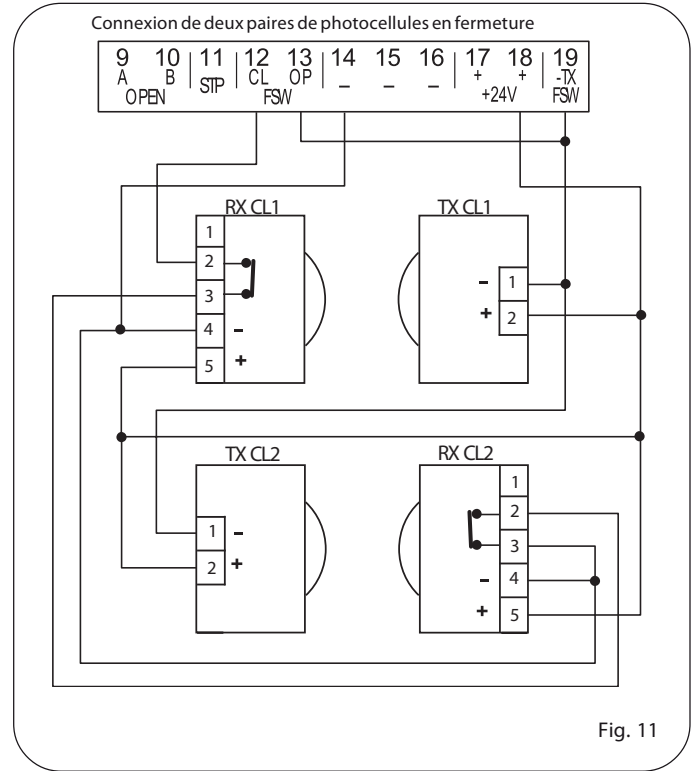 Connexion de deux paires de photocellules en fermeture
9 10 11 12 13 14 15 16 17 18 19
A B STP CL OP – – – + + -TX
OPEN FSW +24V FSW
RX CL1
1
2
3
4 -
5 +
TX CL1
- 1
+ 2
TX CL2
1 -
2 +
RX CL2
1
2
3
- 4
+ 5
Fig. 11